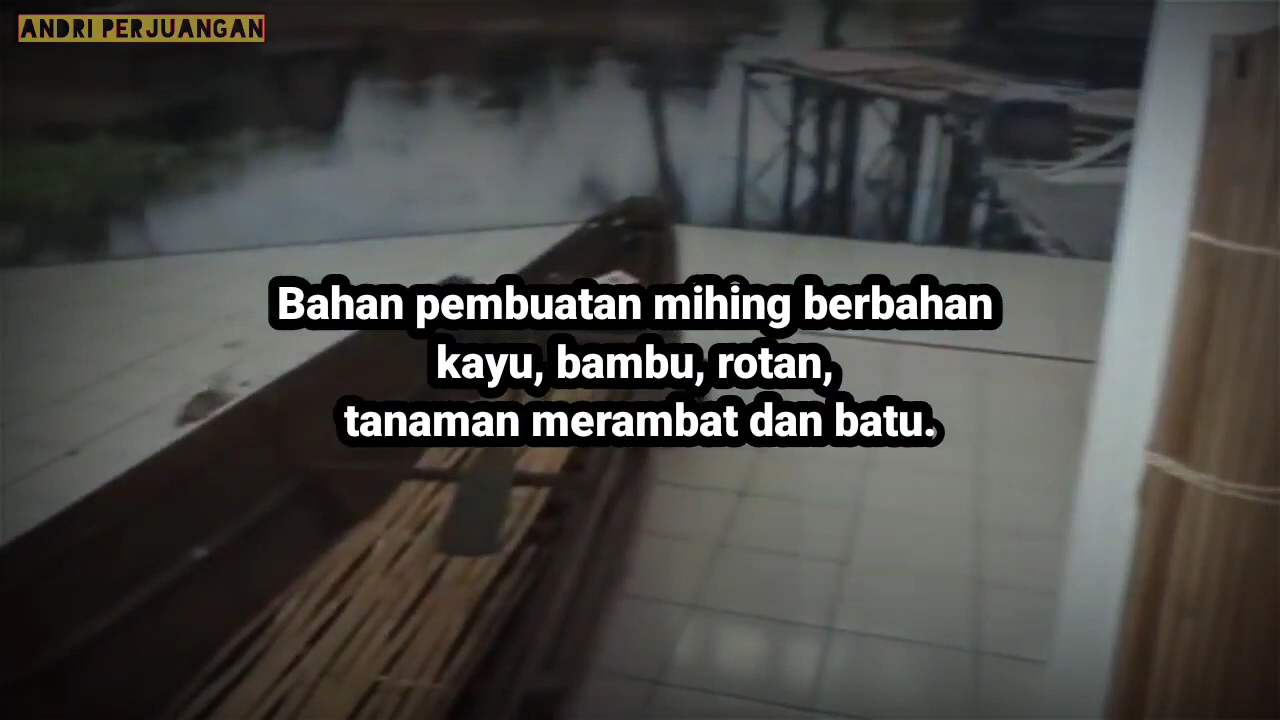 ANDRI PERJUANGAN
Bahan pembuatan mihing berbahan
kayu, bambu, rotan,
tanaman merambat dan batu.